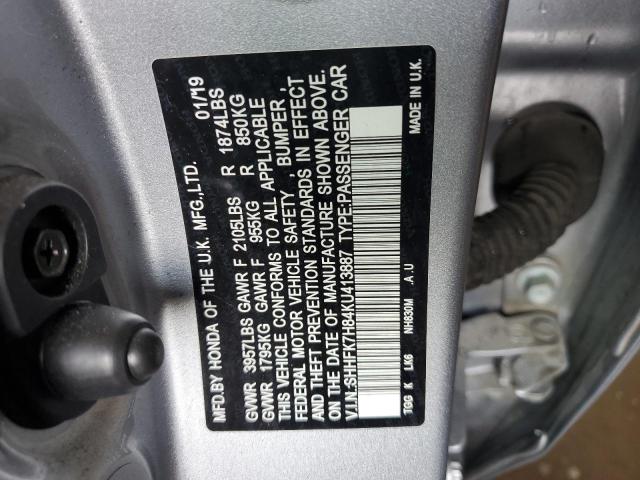 MFD.BY HONDA OF THE U.K. MFG.,LTD. 01/19
GVWR 3957LBS GAWR F 2105LBS R 1874LBS
GVWR 1795KG GAWR F 955KG R 850KG
THIS VEHICLE CONFORMS TO ALL APPLICABLE
FEDERAL MOTOR VEHICLE SAFETY , BUMPER ,
AND THEFT PREVENTION STANDARDS IN EFFECT
ON THE DATE OF MANUFACTURE SHOWN ABOVE.
V.I.N.:SHHFK7H84KU413887 TYPE:PASSENGER CAR
TGG K LK6 NH830M .A .U MADE IN U.K.